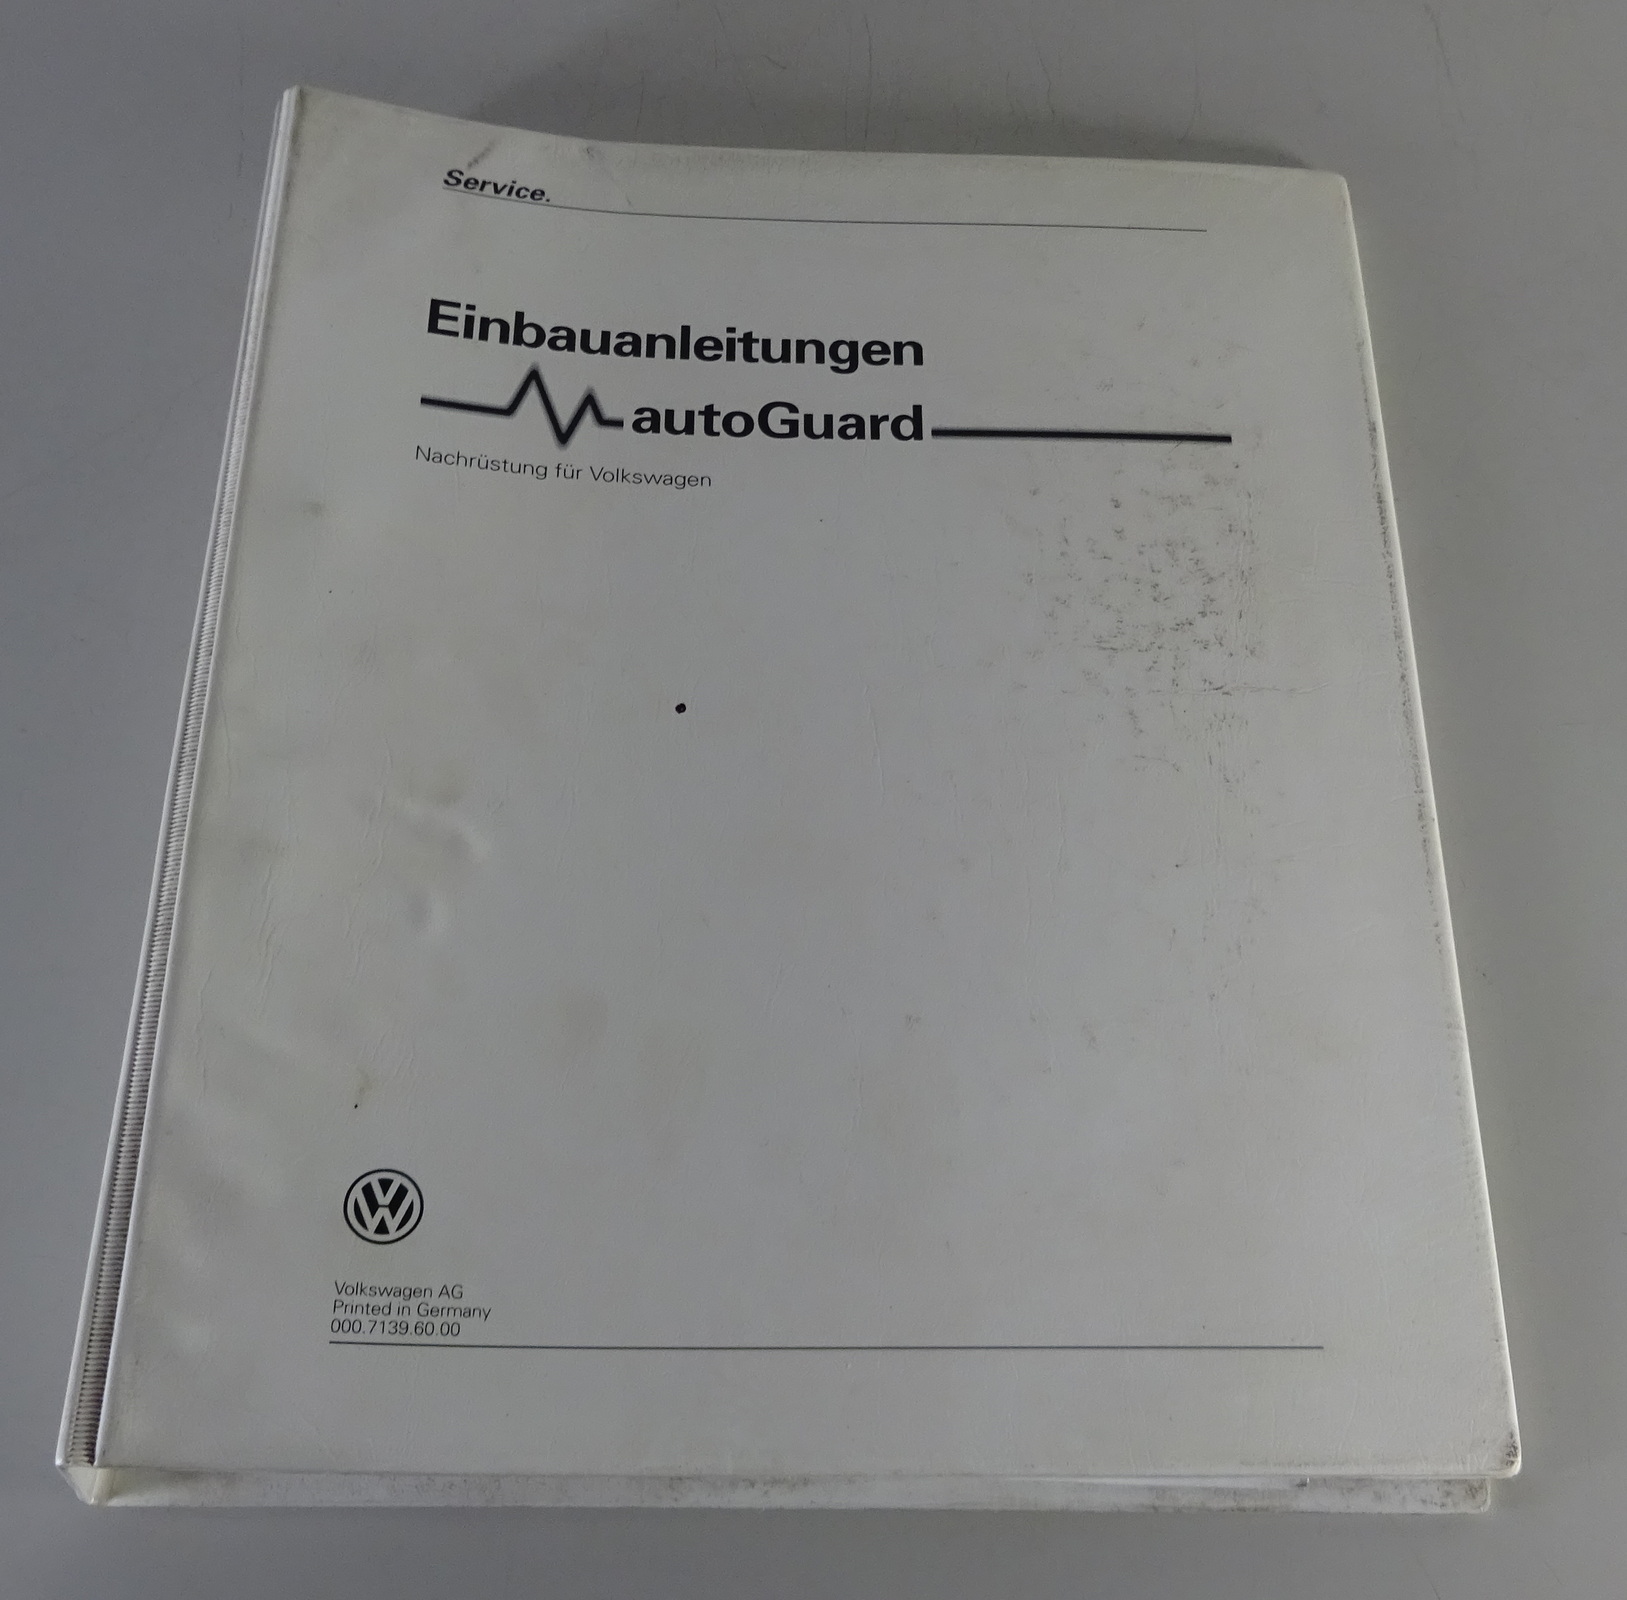 Service.
Einbauanleitungen
autoGuard
Nachrüstung für Volkswagen
Volkswagen AG
Printed in Germany
000.7139.60.00